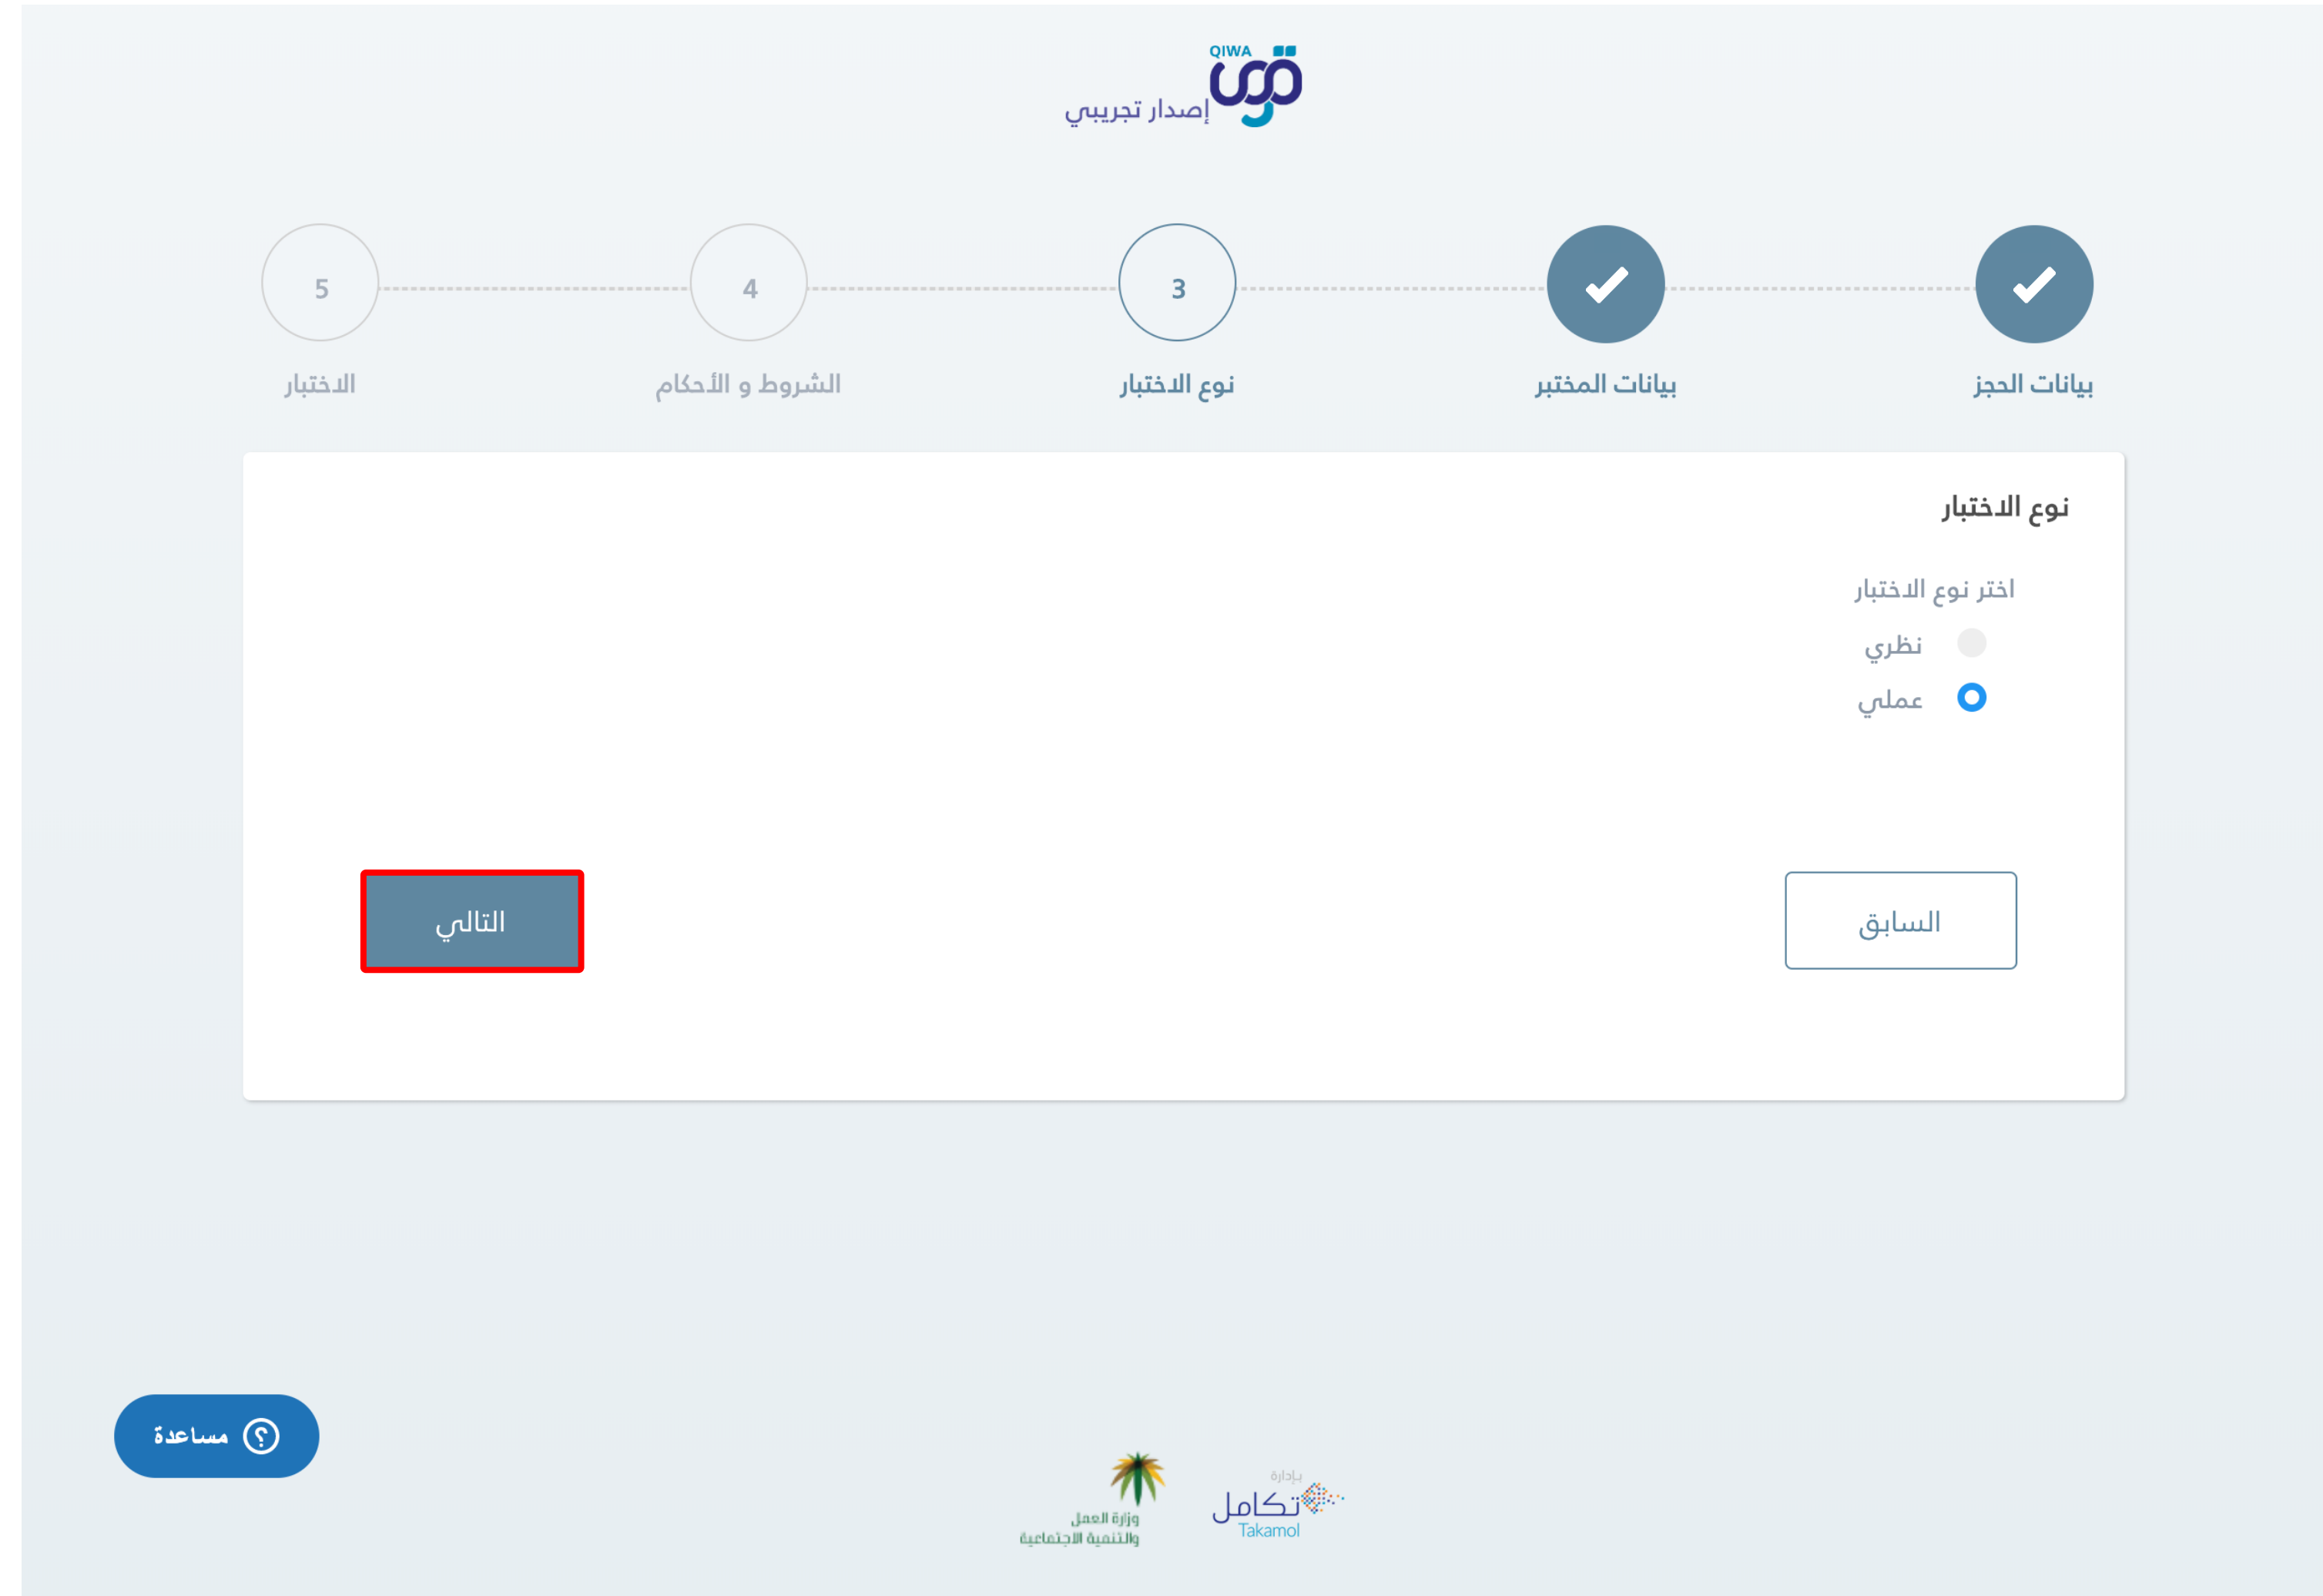 QIWA
قوى
إصدار تجريبي
3
4
5
بيانات الحجز
بيانات المختبر
نوع الاختبار
الشروط و الأحكام
الاختبار
نوع الاختبار
اختر نوع الاختبار
نظري
عملي
السابق
التالي
مساعدة
بإدارة
تكامل
Takamol
وزارة العمل
والتنمية الاجتماعية